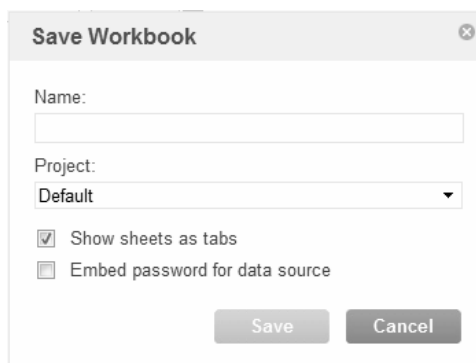 Save Workbook
Name:
Project:
Default
Show sheets as tabs
Embed password for data source
Save Cancel